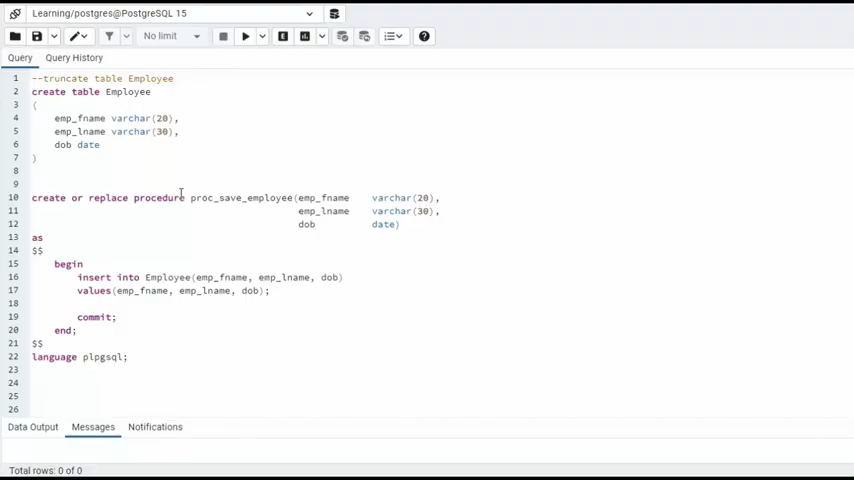 Learning/postgres@PostgreSQL 15
No limit
E
Query Query History
1 --truncate table Employee
2 create table Employee
3 (
4 emp_fname varchar(20),
5 emp_lname varchar(30),
6 dob date
7 )
8
9
10 create or replace procedure proc_save_employee(emp_fname varchar(20),
11 emp_lname varchar(30),
12 dob date)
13 as
14 $$
15 begin
16 insert into Employee(emp_fname, emp_lname, dob)
17 values(emp_fname, emp_lname, dob);
18
19 commit;
20 end;
21 $$
22 language plpgsql;
23
24
25
26
Data Output Messages Notifications
Total rows: 0 of 0